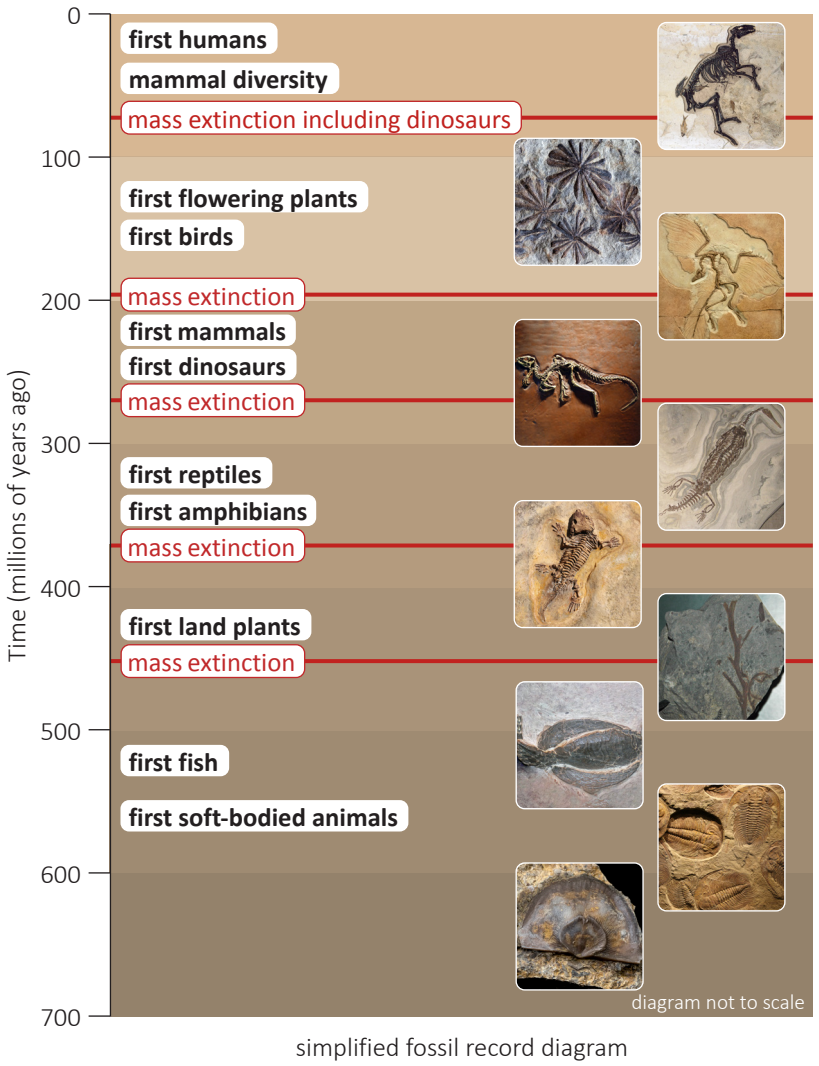 0
first humans
mammal diversity
mass extinction including dinosaurs
100
first flowering plants
first birds
mass extinction
200
first mammals
first dinosaurs
mass extinction
300
first reptiles
first amphibians
mass extinction
400
first land plants
mass extinction
500
first fish
first soft-bodied animals
600
diagram not to scale
700
Time (millions of years ago)
simplified fossil record diagram